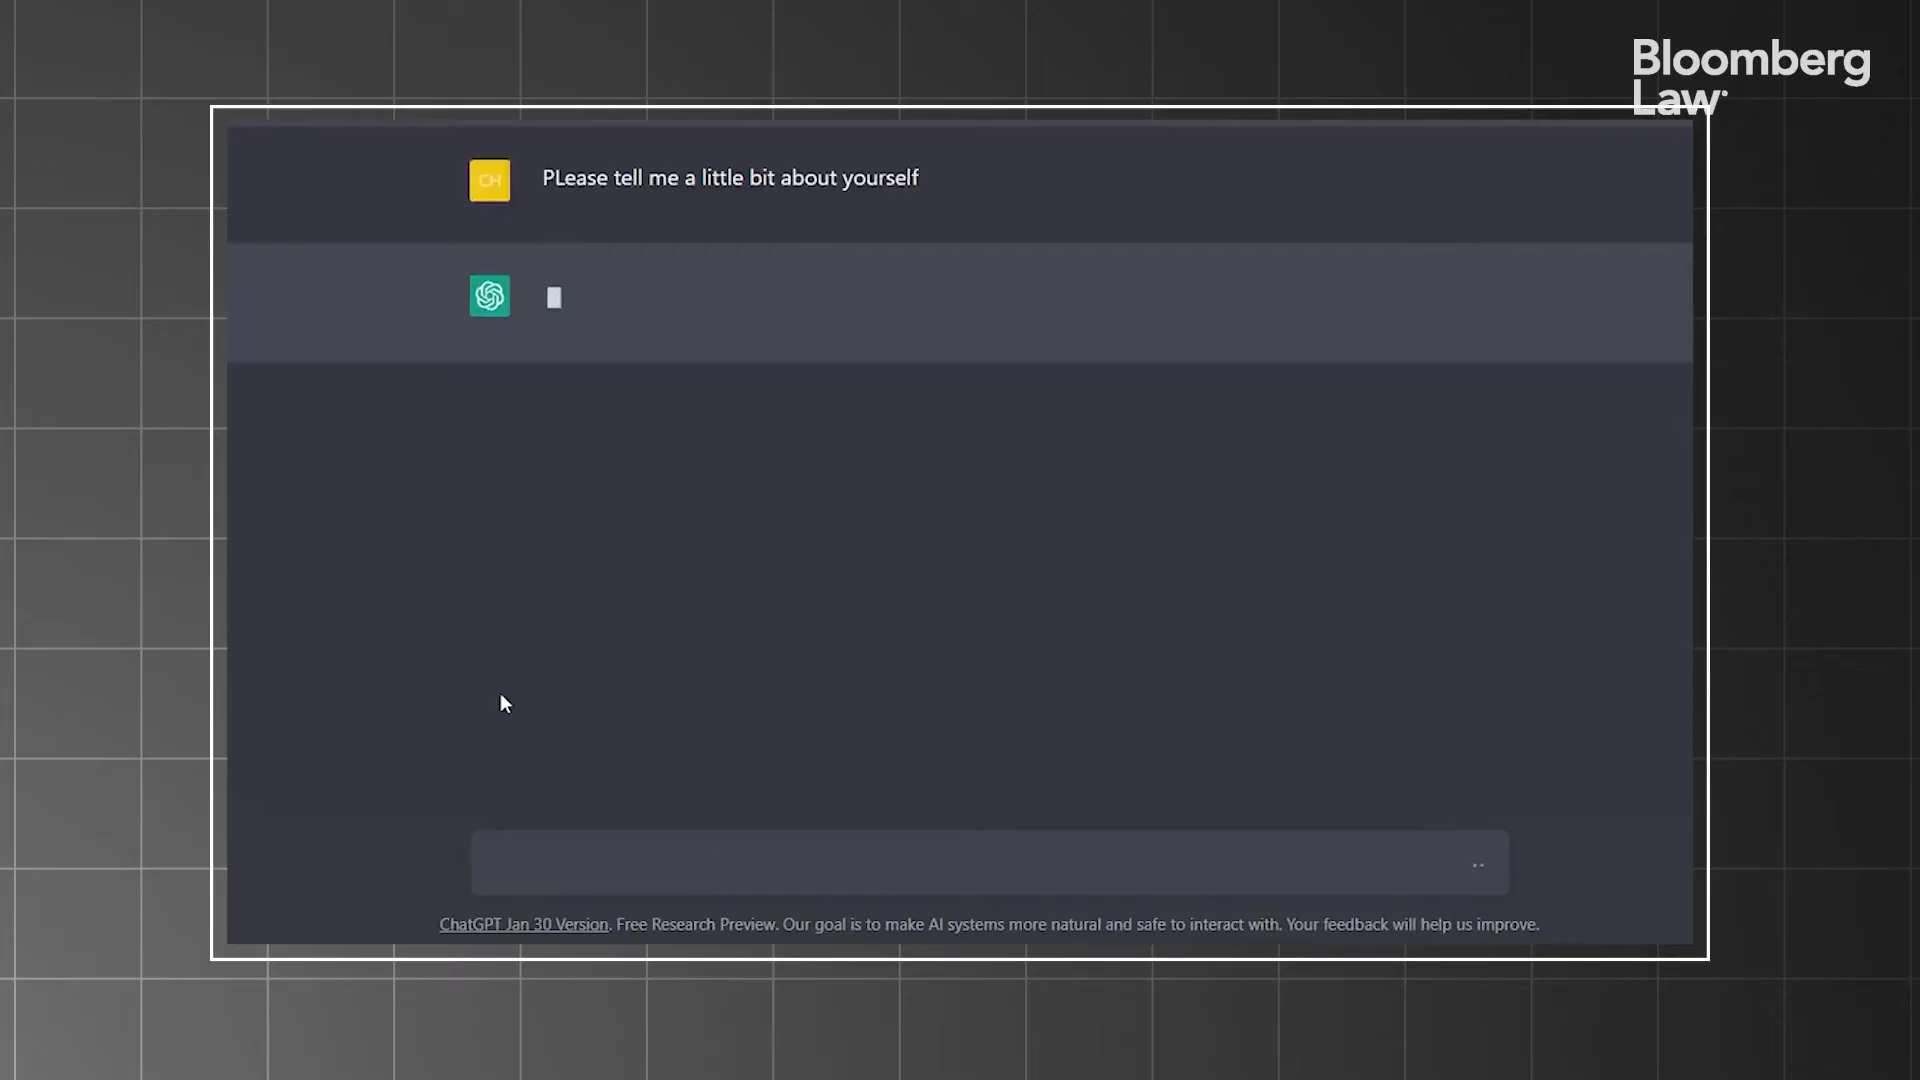 Bloomberg
Law
CH
PLease tell me a little bit about yourself
ChatGPT Jan 30 Version. Free Research Preview. Our goal is to make AI systems more natural and safe to interact with. Your feedback will help us improve.